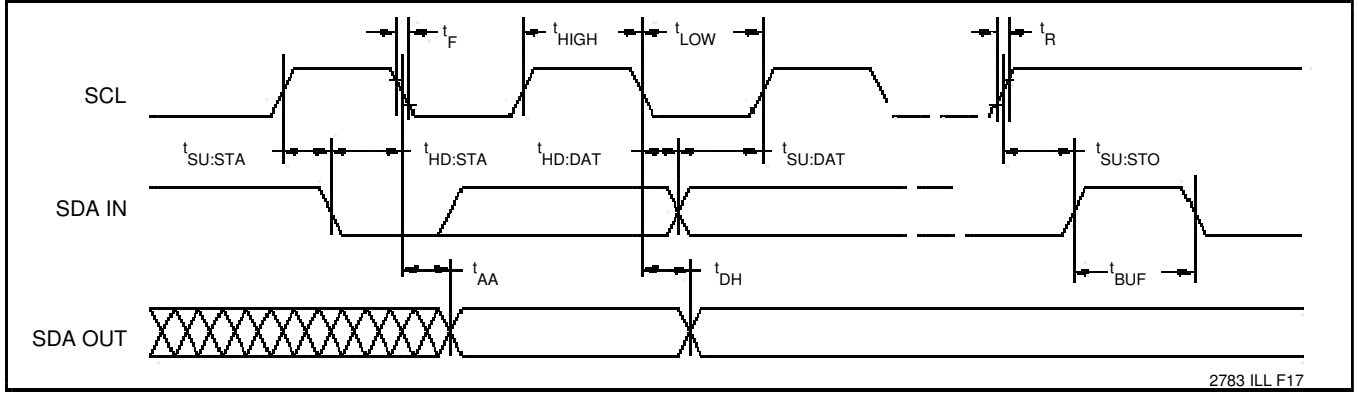 tF tHIGH tLOW tR
SCL
tSU:STA tHD:STA tHD:DAT tSU:DAT tSU:STO
SDA IN
tAA tDH tBUF
SDA OUT
2783 ILL F17